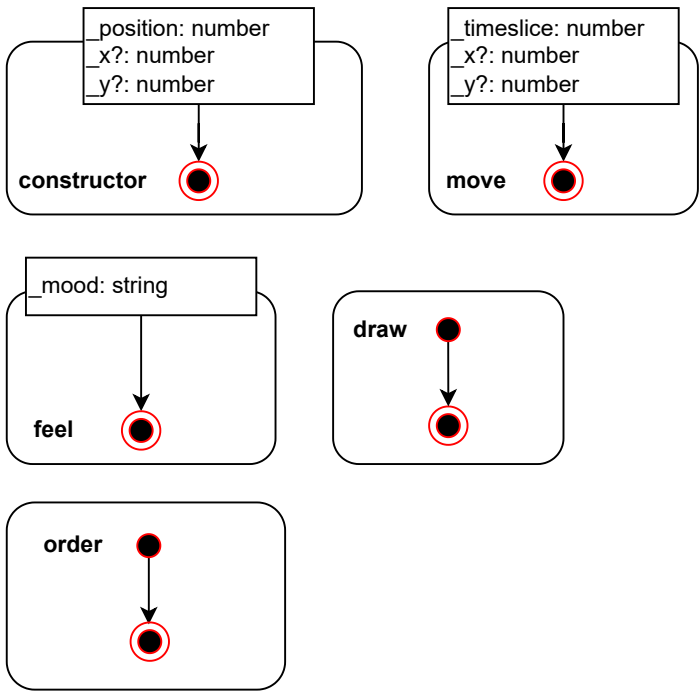 _position: number
_x?: number
_y?: number
constructor
_timeslice: number
_x?: number
_y?: number
move
_mood: string
feel
draw
order